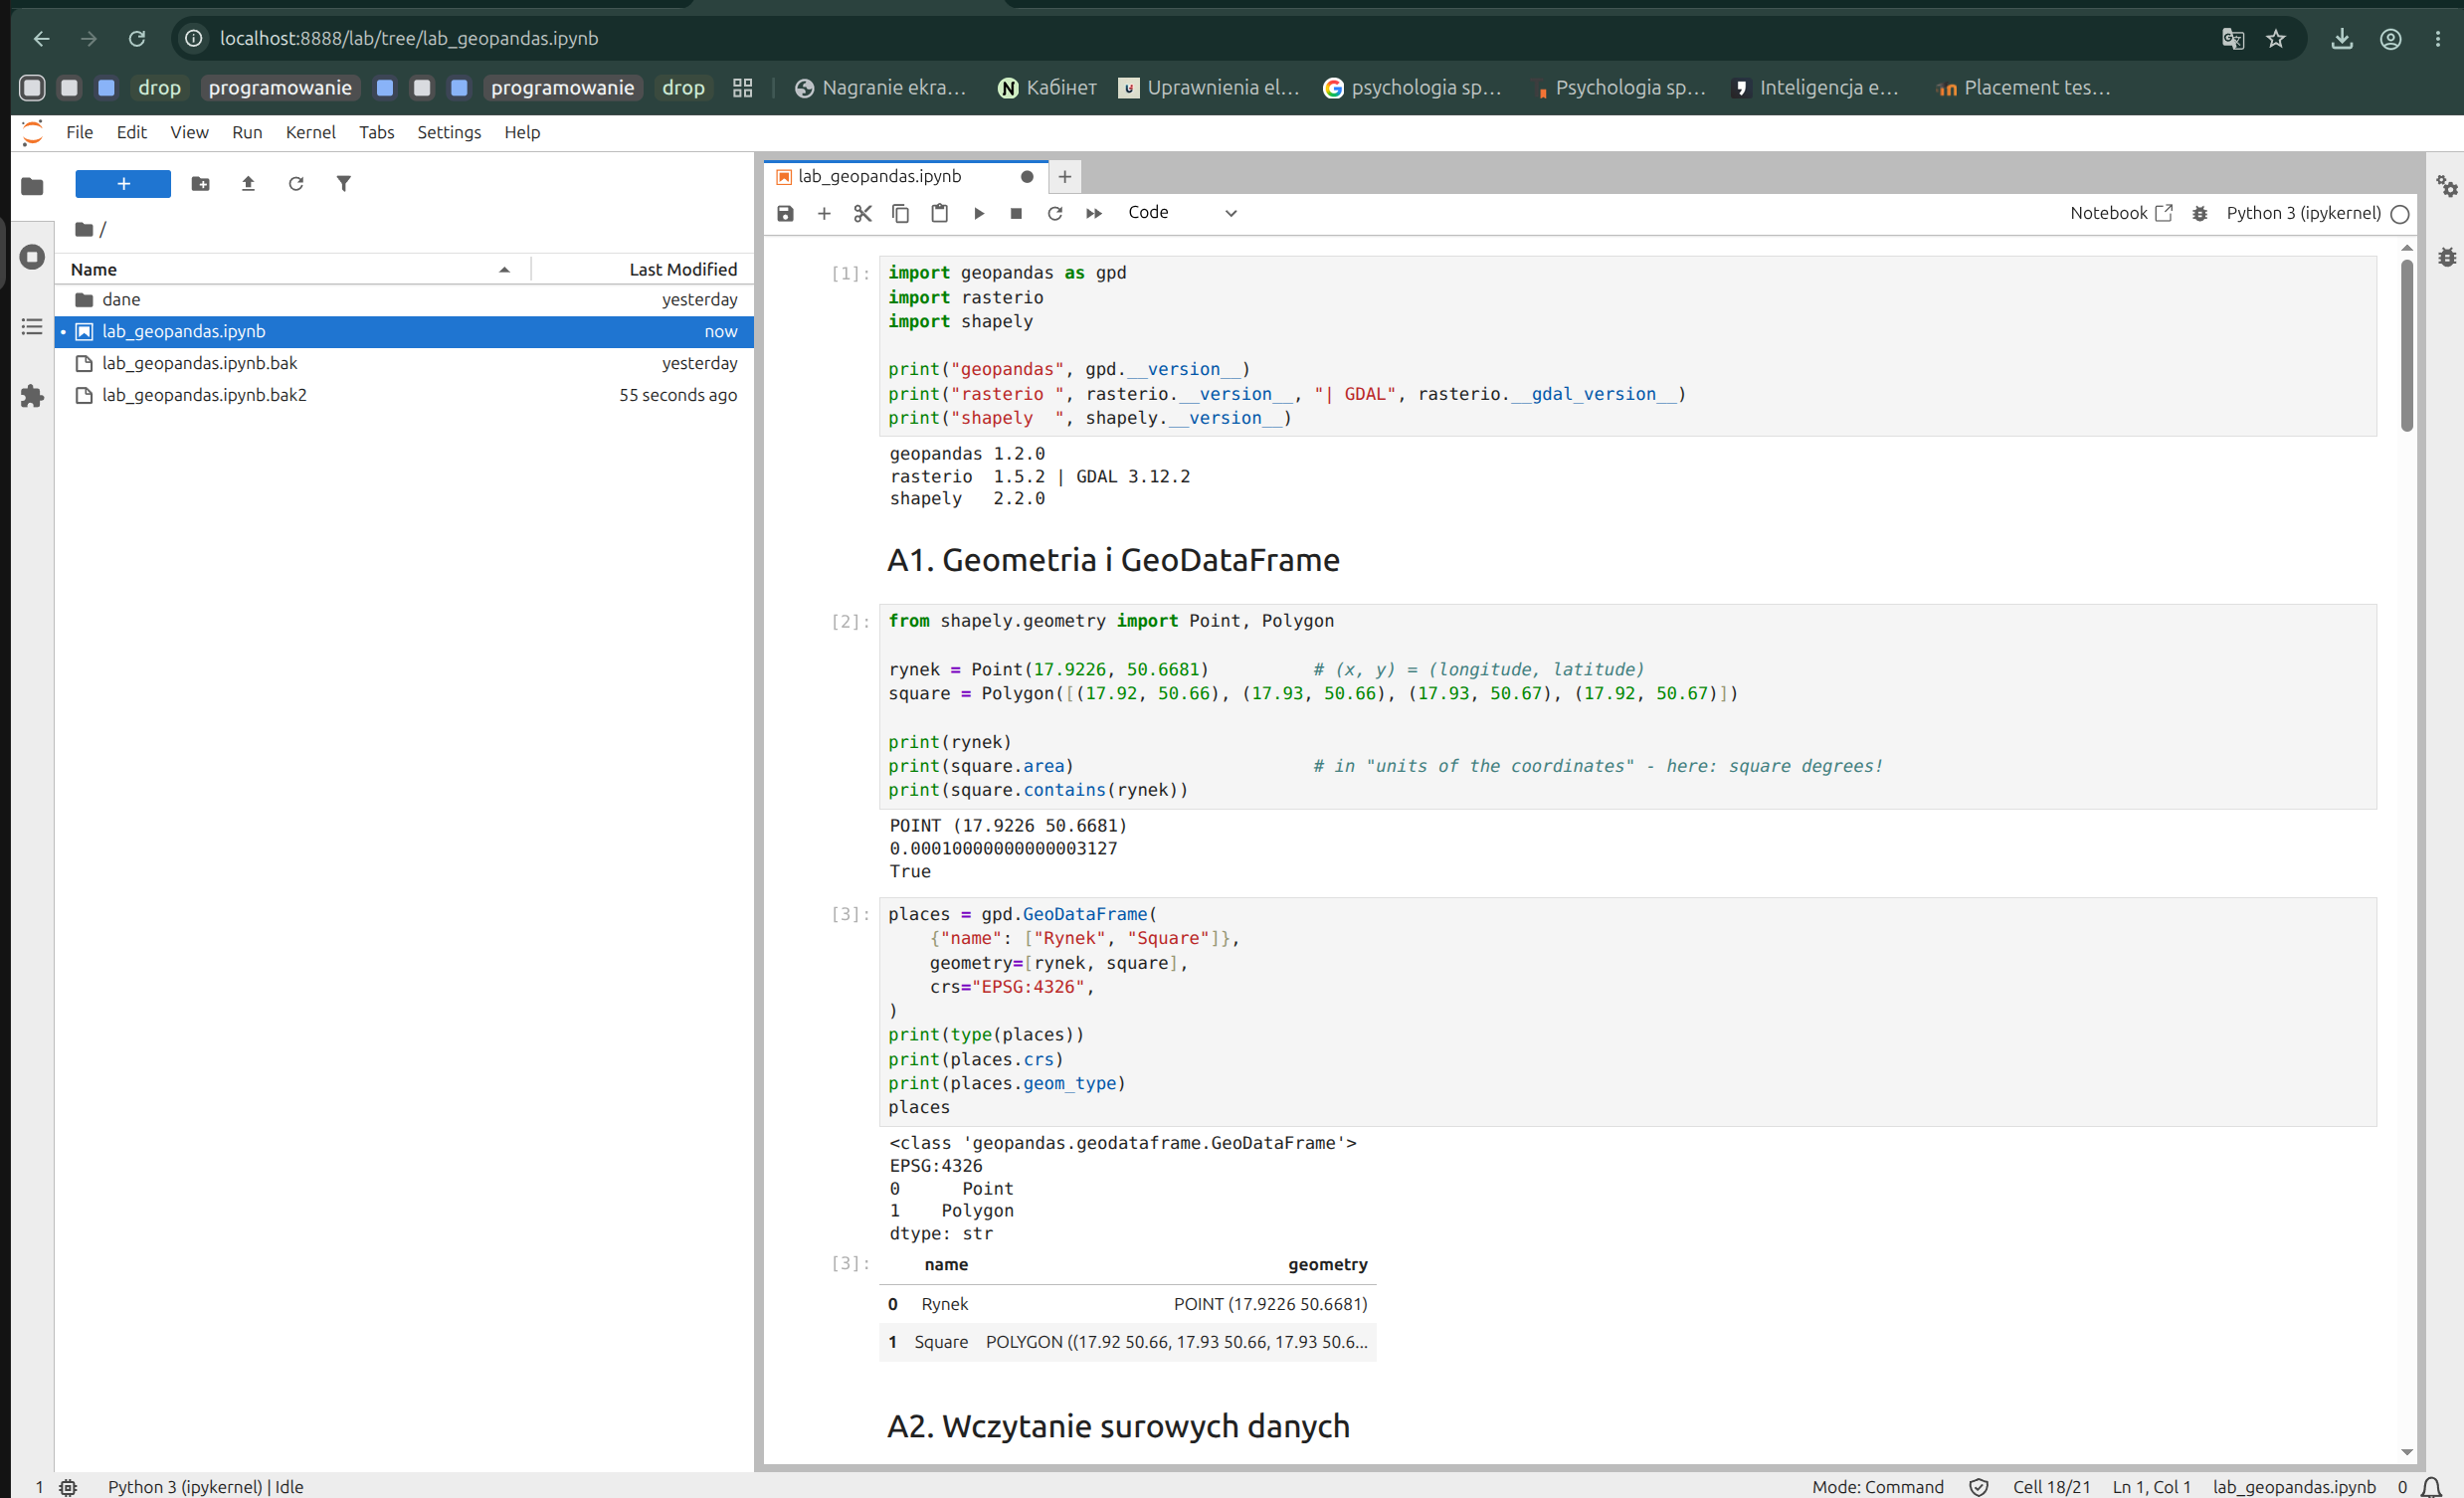 localhost:8888/lab/tree/lab_geopandas.ipynb
drop programowanie programowanie drop Nagranie ekra... Кабінет Uprawnienia el... psychologia sp... Psychologia sp... Inteligencja e... Placement tes...
File Edit View Run Kernel Tabs Settings Help
/
Name Last Modified
dane yesterday
lab_geopandas.ipynb now
lab_geopandas.ipynb.bak yesterday
lab_geopandas.ipynb.bak2 55 seconds ago
lab_geopandas.ipynb
Code Notebook Python 3 (ipykernel)
[1]: import geopandas as gpd
import rasterio
import shapely
print("geopandas", gpd.__version__)
print("rasterio ", rasterio.__version__, "| GDAL", rasterio.__gdal_version__)
print("shapely  ", shapely.__version__)
geopandas 1.2.0
rasterio  1.5.2 | GDAL 3.12.2
shapely   2.2.0
A1. Geometria i GeoDataFrame
[2]: from shapely.geometry import Point, Polygon
rynek = Point(17.9226, 50.6681)          # (x, y) = (longitude, latitude)
square = Polygon([(17.92, 50.66), (17.93, 50.66), (17.93, 50.67), (17.92, 50.67)])
print(rynek)
print(square.area)                       # in "units of the coordinates" - here: square degrees!
print(square.contains(rynek))
POINT (17.9226 50.6681)
0.00010000000000003127
True
[3]: places = gpd.GeoDataFrame(
    {"name": ["Rynek", "Square"]},
    geometry=[rynek, square],
    crs="EPSG:4326",
)
print(type(places))
print(places.crs)
print(places.geom_type)
places
<class 'geopandas.geodataframe.GeoDataFrame'>
EPSG:4326
0      Point
1    Polygon
dtype: str
[3]: name geometry
0 Rynek POINT (17.9226 50.6681)
1 Square POLYGON ((17.92 50.66, 17.93 50.66, 17.93 50.6...
A2. Wczytanie surowych danych
1 Python 3 (ipykernel) | Idle Mode: Command Cell 18/21 Ln 1, Col 1 lab_geopandas.ipynb 0